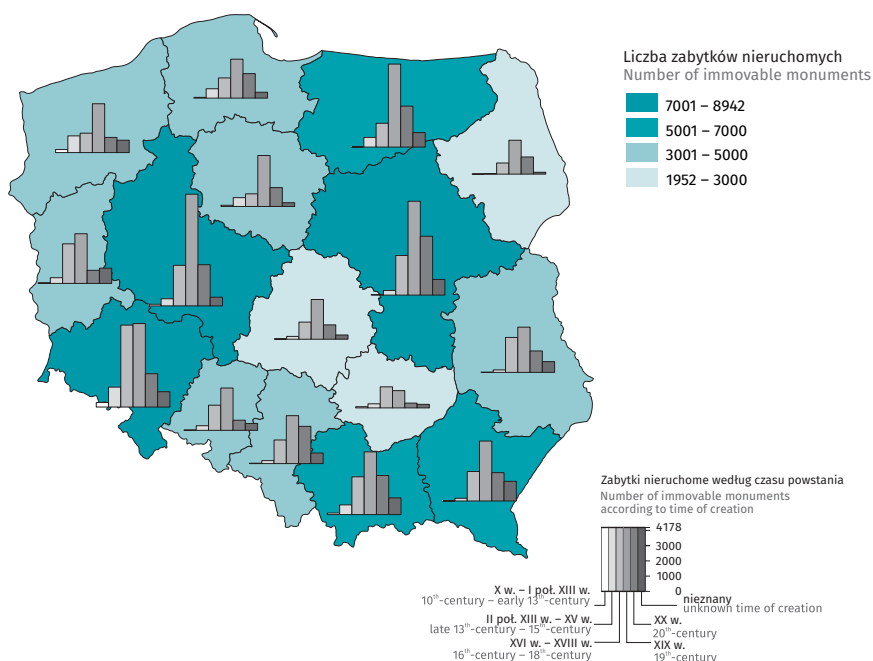 Liczba zabytków nieruchomych
Number of immovable monuments
7001 – 8942
5001 – 7000
3001 – 5000
1952 – 3000
Zabytki nieruchome według czasu powstania
Number of immovable monuments
according to time of creation
4178
3000
2000
1000
0
X w. – I poł. XIII w.
10th-century – early 13th-century
II poł. XIII w. – XV w.
late 13th-century – 15th-century
XVI w. – XVIII w.
16th-century – 18th-century
nieznany
unknown time of creation
XX w.
20th-century
XIX w.
19th-century